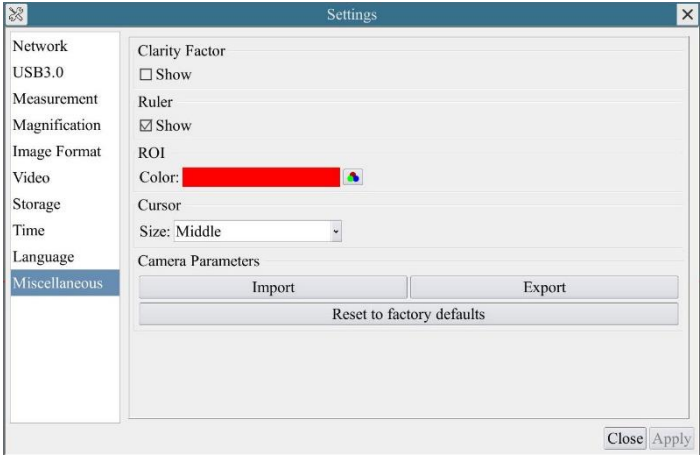 Settings
Network
USB3.0
Measurement
Magnification
Image Format
Video
Storage
Time
Language
Miscellaneous
Clarity Factor
Show
Ruler
Show
ROI
Color:
Cursor
Size: Middle
Camera Parameters
Import Export
Reset to factory defaults
Close Apply